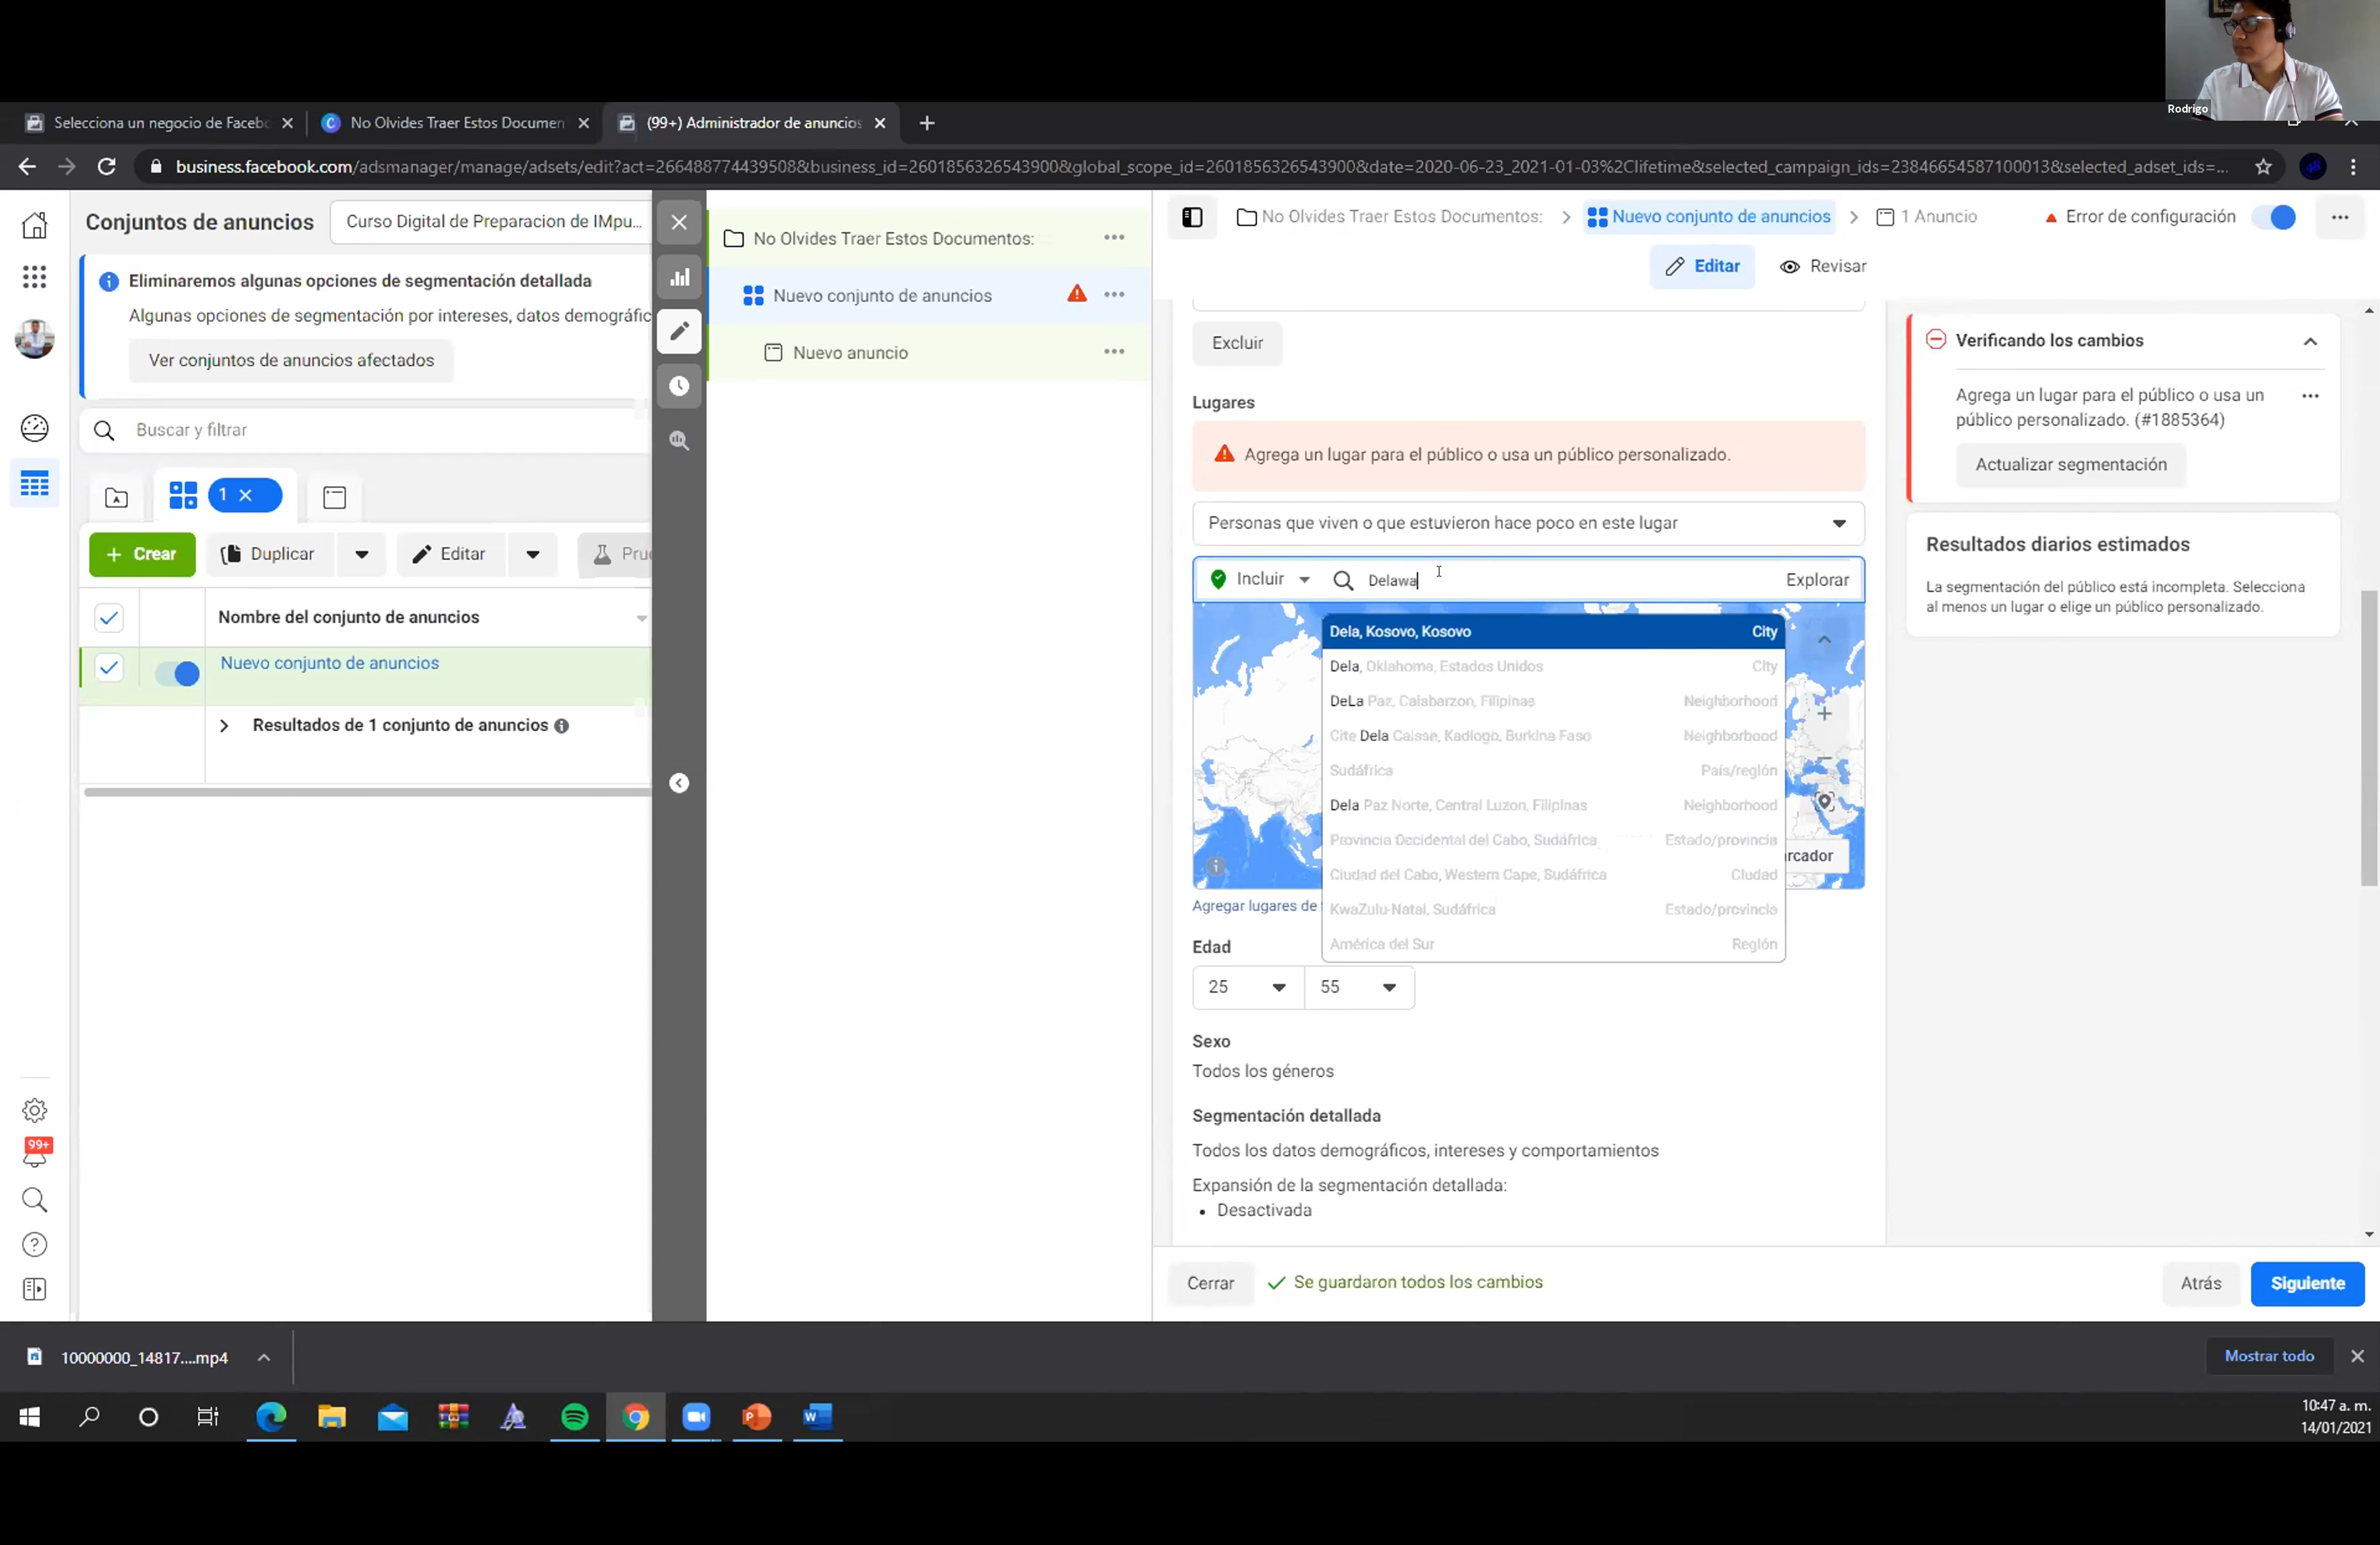 Rodrigo
Selecciona un negocio de Facebo
No Olvides Traer Estos Documen
(99+) Administrador de anuncios
business.facebook.com/adsmanager/manage/adsets/edit?act=266488774439508&business_id=2601856326543900&global_scope_id=2601856326543900&date=2020-06-23_2021-01-03%2Clifetime&selected_campaign_ids=23846654587100013&selected_adset_ids=...
Conjuntos de anuncios
Curso Digital de Preparacion de IMpu...
Eliminaremos algunas opciones de segmentación detallada
Algunas opciones de segmentación por intereses, datos demográfic
Ver conjuntos de anuncios afectados
Buscar y filtrar
1
Crear
Duplicar
Editar
Pru
Nombre del conjunto de anuncios
Nuevo conjunto de anuncios
Resultados de 1 conjunto de anuncios
99+
No Olvides Traer Estos Documentos:
Nuevo conjunto de anuncios
Nuevo anuncio
No Olvides Traer Estos Documentos:
Nuevo conjunto de anuncios
1 Anuncio
Error de configuración
Editar
Revisar
Excluir
Lugares
Agrega un lugar para el público o usa un público personalizado.
Personas que viven o que estuvieron hace poco en este lugar
Incluir
Delawa
Explorar
Dela, Kosovo, Kosovo City
Dela, Oklahoma, Estados Unidos City
DeLa Paz, Calabarzon, Filipinas Neighborhood
Cite Dela Caisse, Kadiogo, Burkina Faso Neighborhood
Sudáfrica País/región
Dela Paz Norte, Central Luzon, Filipinas Neighborhood
Provincia Occidental del Cabo, Sudáfrica Estado/provincia
Ciudad del Cabo, Western Cape, Sudáfrica Ciudad
KwaZulu-Natal, Sudáfrica Estado/provincia
América del Sur Región
rcador
Agregar lugares de
Edad
25
55
Sexo
Todos los géneros
Segmentación detallada
Todos los datos demográficos, intereses y comportamientos
Expansión de la segmentación detallada:
• Desactivada
Verificando los cambios
Agrega un lugar para el público o usa un
público personalizado. (#1885364)
Actualizar segmentación
Resultados diarios estimados
La segmentación del público está incompleta. Selecciona
al menos un lugar o elige un público personalizado.
Cerrar
Se guardaron todos los cambios
Atrás
Siguiente
10000000_14817....mp4
Mostrar todo
10:47 a. m.
14/01/2021